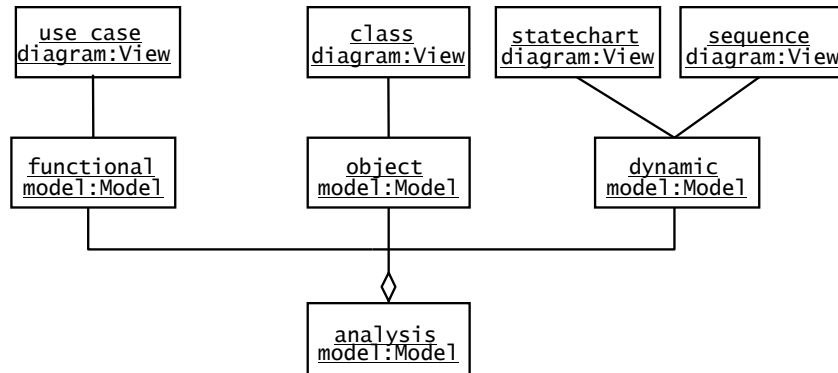 use case
diagram:View
class
diagram:View
statechart
diagram:View
sequence
diagram:View
functional
model:Model
object
model:Model
dynamic
model:Model
analysis
model:Model